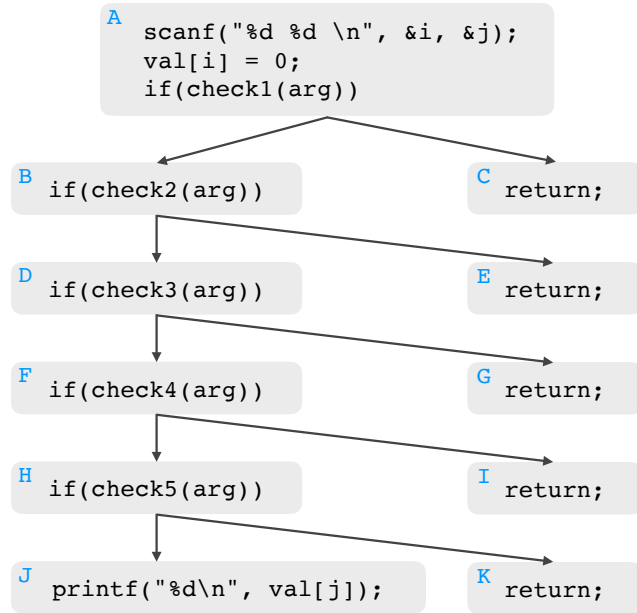 A
scanf("%d %d \n", &i, &j);
val[i] = 0;
if(check1(arg))
B if(check2(arg))
C return;
D if(check3(arg))
E return;
F if(check4(arg))
G return;
H if(check5(arg))
I return;
J printf("%d\n", val[j]);
K return;